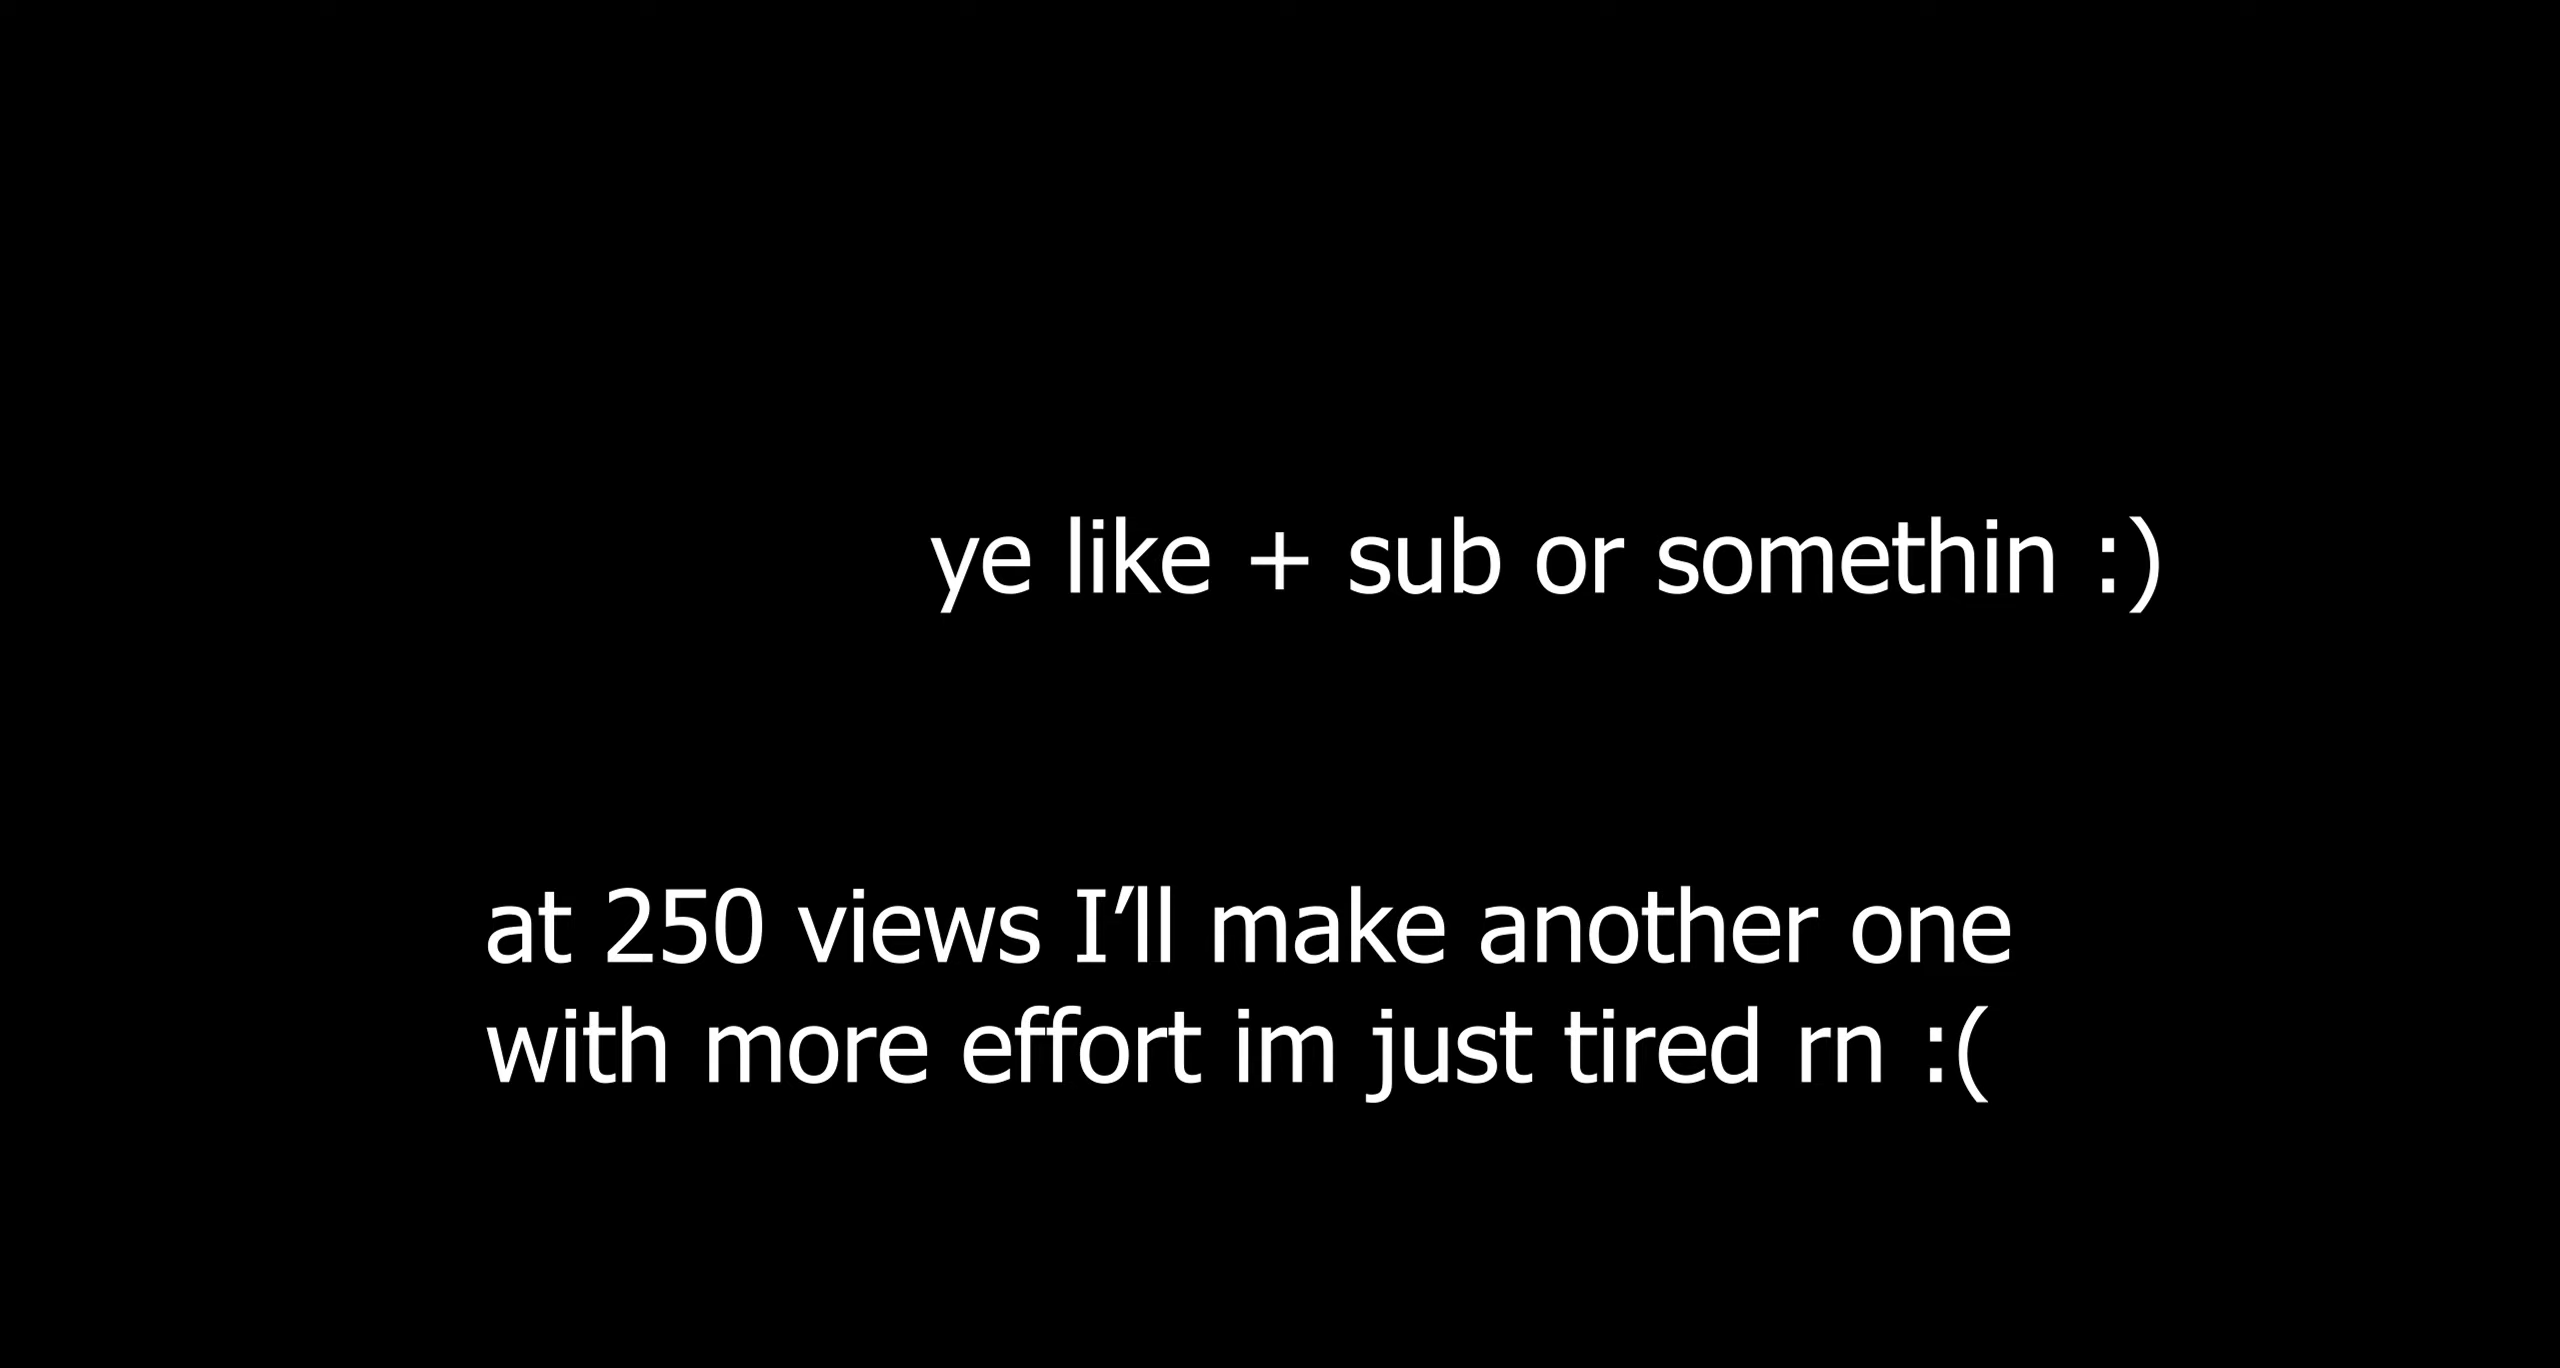 ye like + sub or somethin :)
at 250 views I’ll make another one
with more effort im just tired rn :(